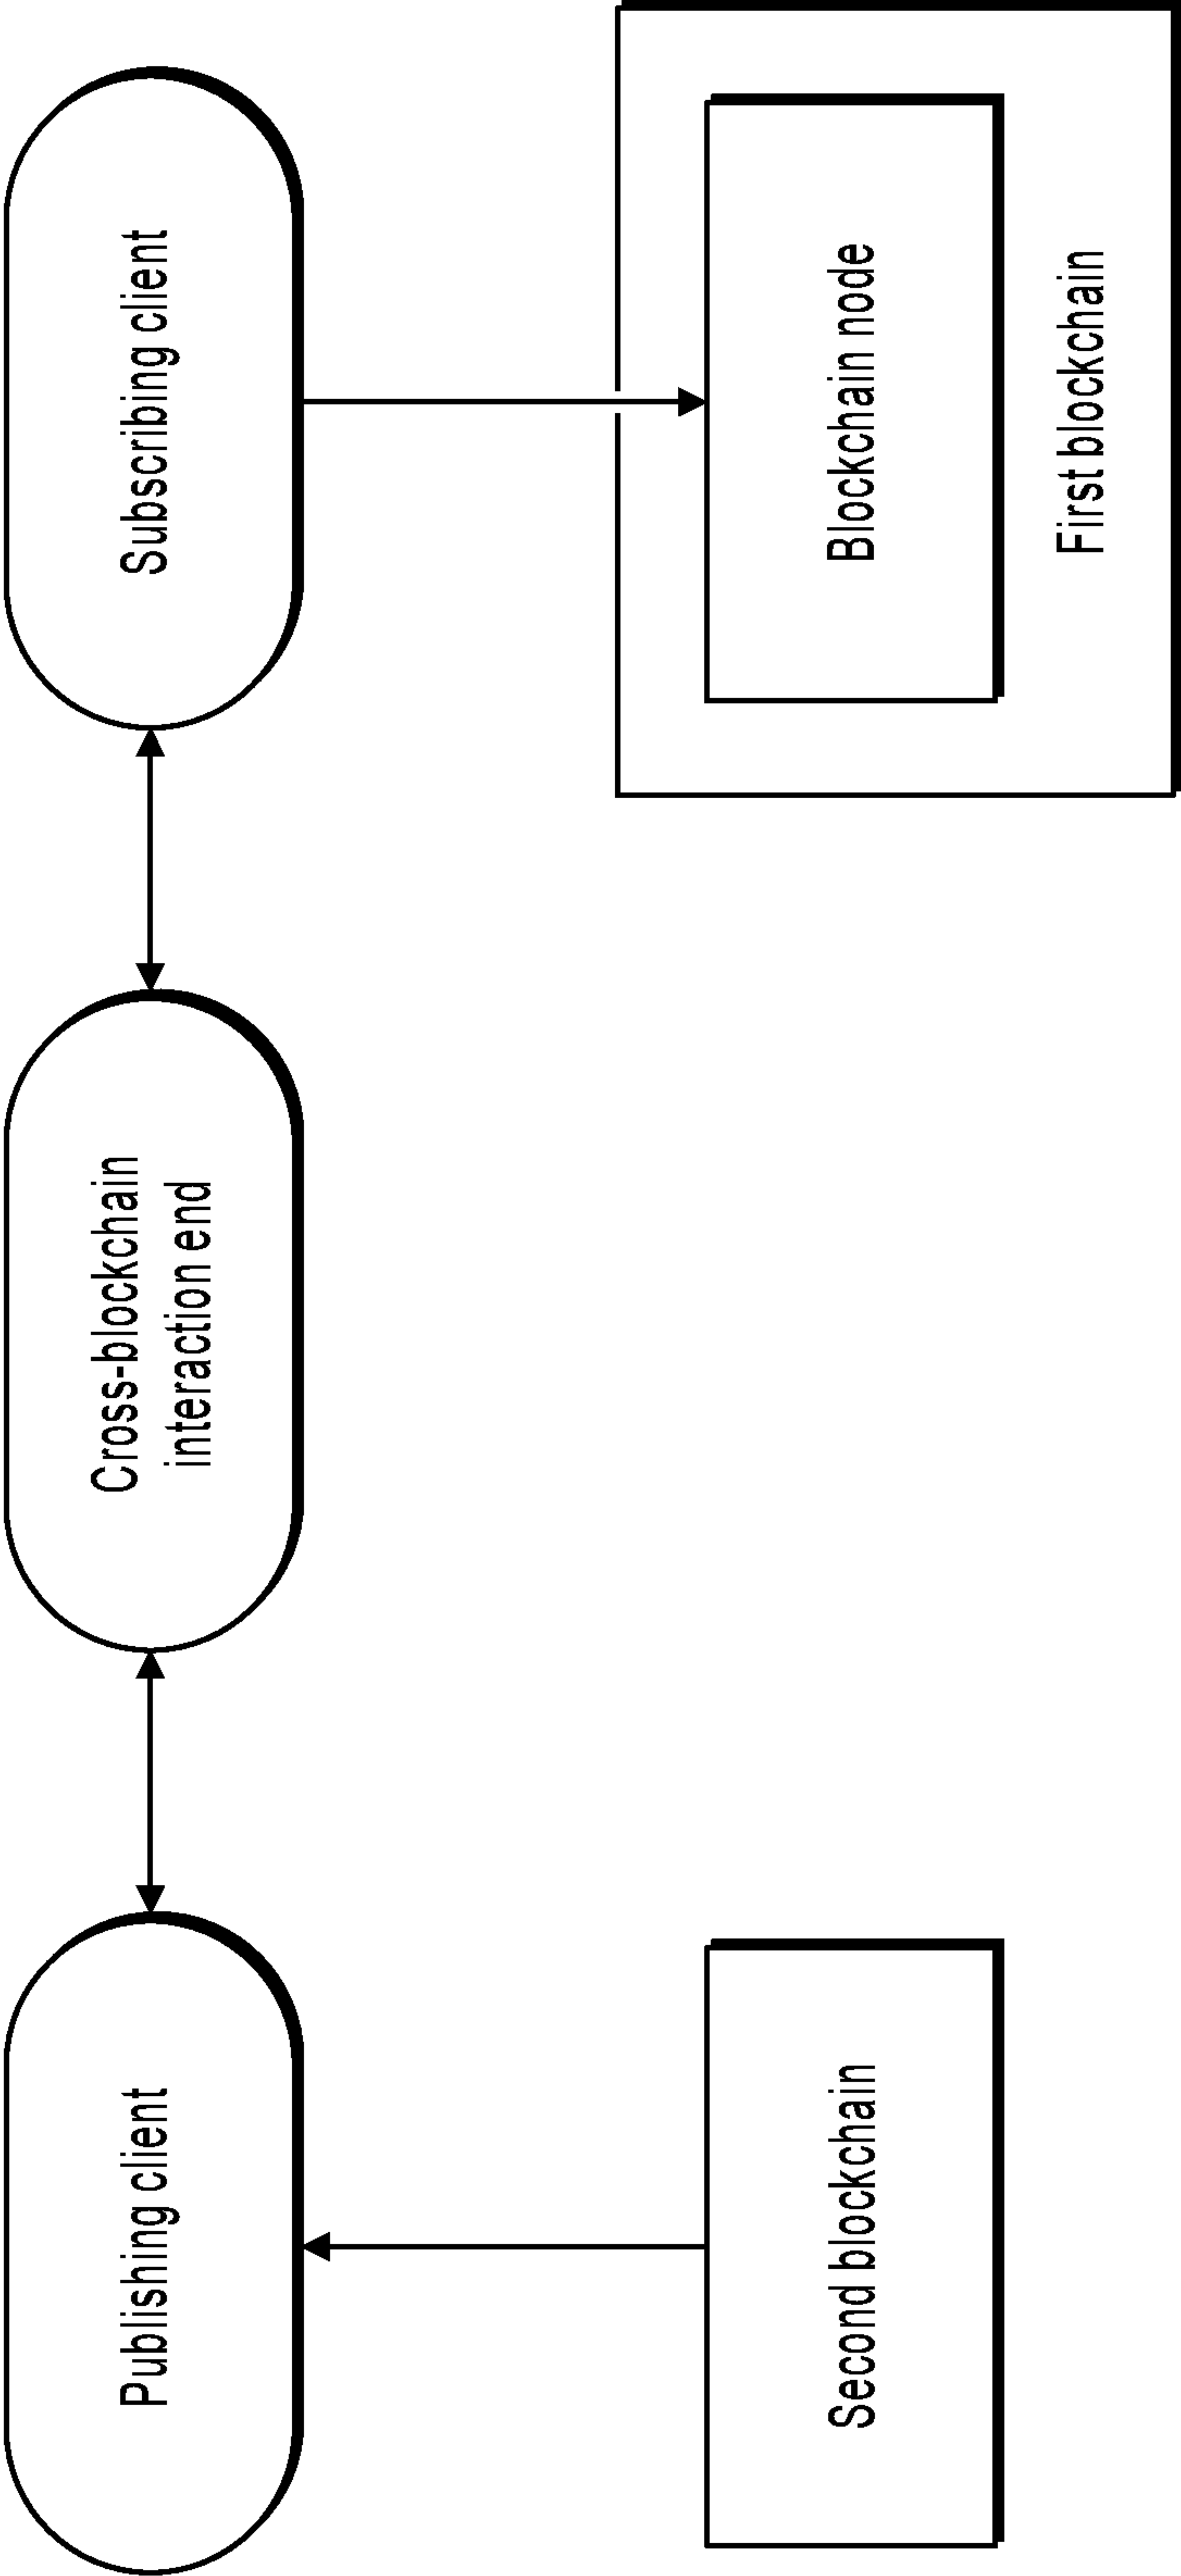 Publishing client
Cross-blockchain
interaction end
Subscribing client
Second blockchain
Blockchain node
First blockchain